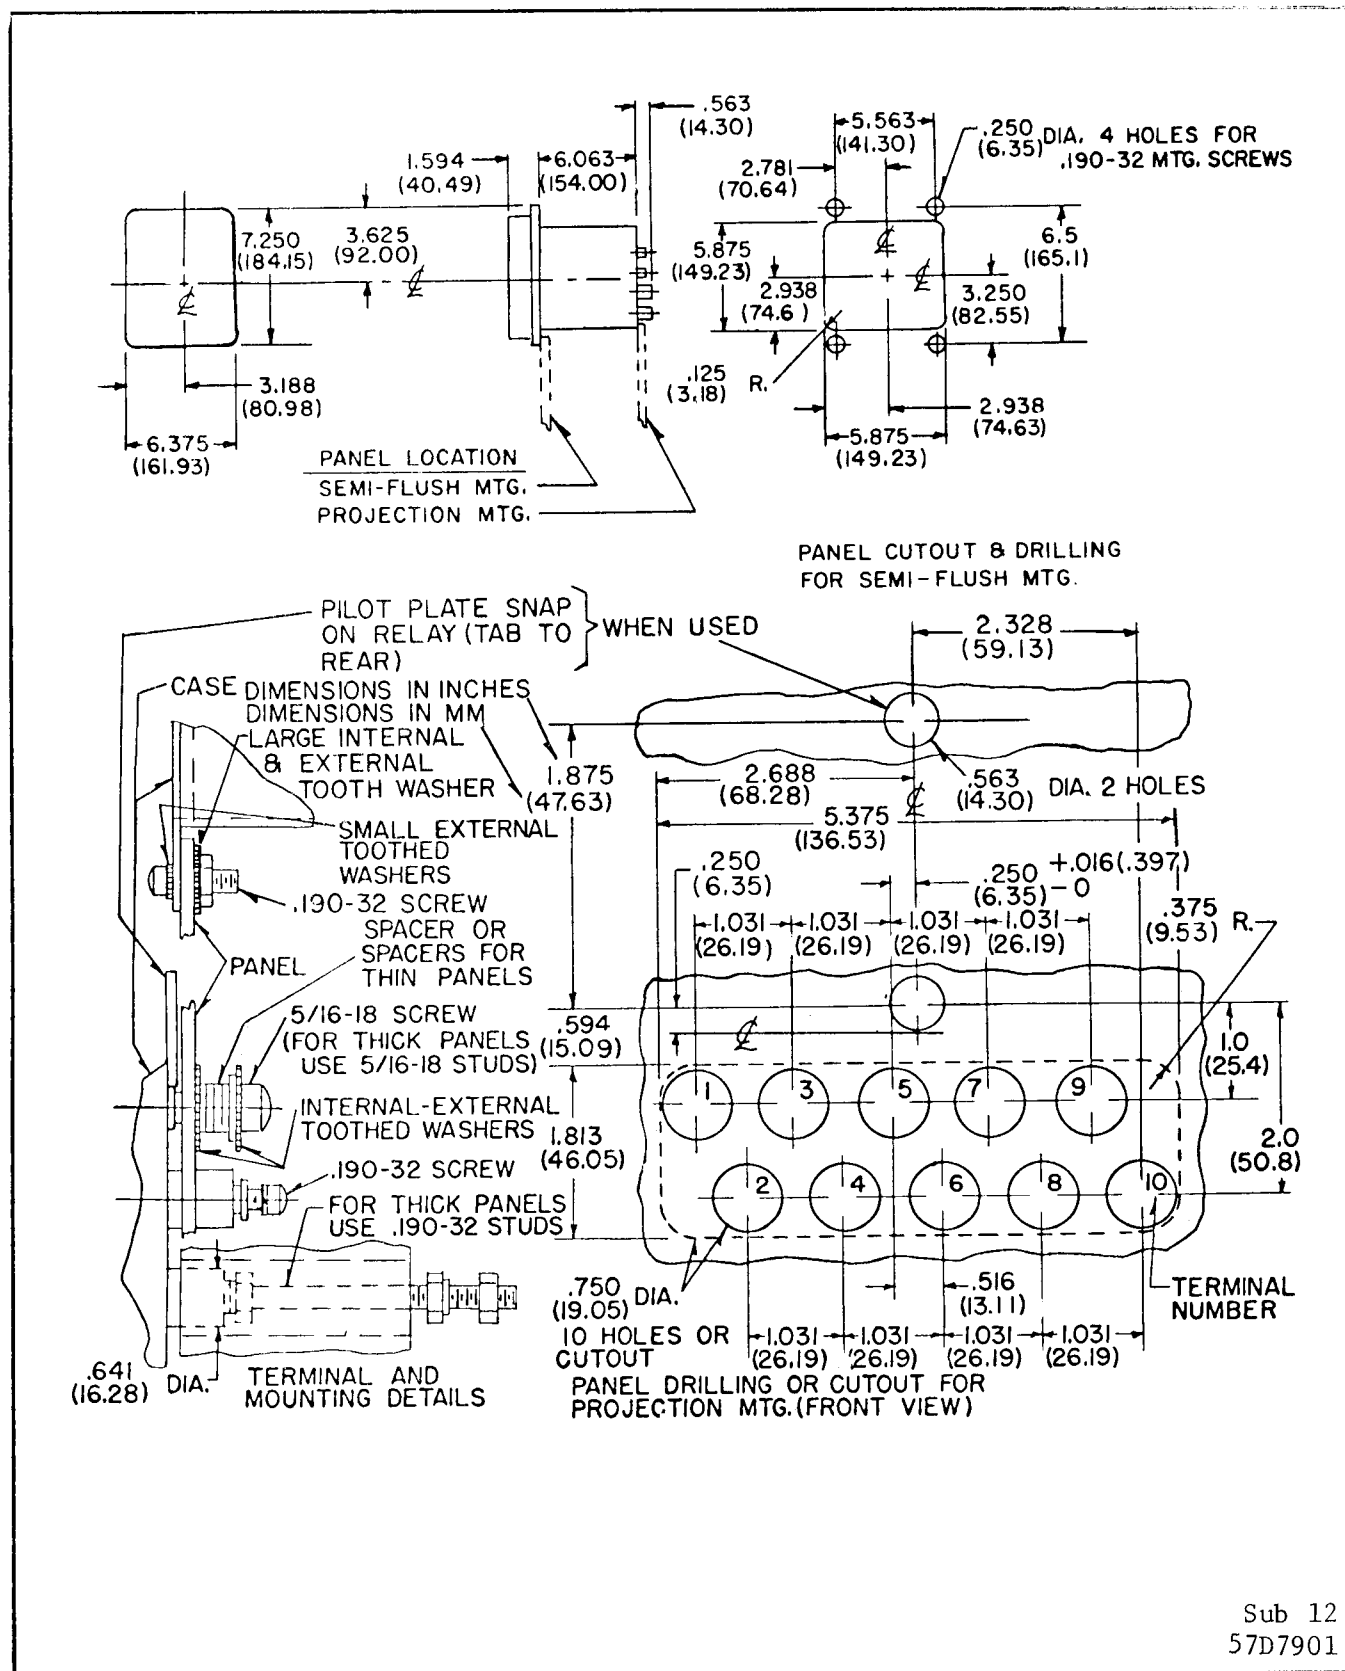 .563
(14.30)
1.594
(40.49)
6.063
(154.00)
5.563
(141.30)
.250
(6.35) DIA. 4 HOLES FOR
.190-32 MTG. SCREWS
2.781
(70.64)
7.250
(184.15)
3.625
(92.00)
5.875
(149.23)
6.5
(165.1)
2.938
(74.6 )
3.250
(82.55)
3.188
(80.98)
.125
(3.18) R.
2.938
(74.63)
6.375
(161.93)
5.875
(149.23)
PANEL LOCATION
SEMI-FLUSH MTG.
PROJECTION MTG.
PANEL CUTOUT & DRILLING
FOR SEMI-FLUSH MTG.
PILOT PLATE SNAP
ON RELAY (TAB TO
REAR)
WHEN USED
2.328
(59.13)
CASE
DIMENSIONS IN INCHES
DIMENSIONS IN MM
LARGE INTERNAL
& EXTERNAL
TOOTH WASHER
1.875
(47.63)
2.688
(68.28)
.563
(14.30) DIA. 2 HOLES
5.375
(136.53)
SMALL EXTERNAL
TOOTHED
WASHERS
.190-32 SCREW
.250
(6.35)
.250
(6.35)
+.016(.397)
-0
SPACER OR
SPACERS FOR
THIN PANELS
PANEL
1.031
(26.19)
1.031
(26.19)
1.031
(26.19)
1.031
(26.19)
.375
(9.53) R.
5/16-18 SCREW
(FOR THICK PANELS
USE 5/16-18 STUDS)
.594
(15.09)
1.0
(25.4)
INTERNAL-EXTERNAL
TOOTHED WASHERS
1 3 5 7 9
1.813
(46.05)
2.0
(50.8)
.190-32 SCREW
2 4 6 8 10
FOR THICK PANELS
USE .190-32 STUDS
.750
(19.05) DIA.
10 HOLES OR
CUTOUT
.516
(13.11)
TERMINAL
NUMBER
1.031
(26.19)
1.031
(26.19)
1.031
(26.19)
1.031
(26.19)
.641
(16.28) DIA.
TERMINAL AND
MOUNTING DETAILS
PANEL DRILLING OR CUTOUT FOR
PROJECTION MTG. (FRONT VIEW)
Sub 12
57D7901